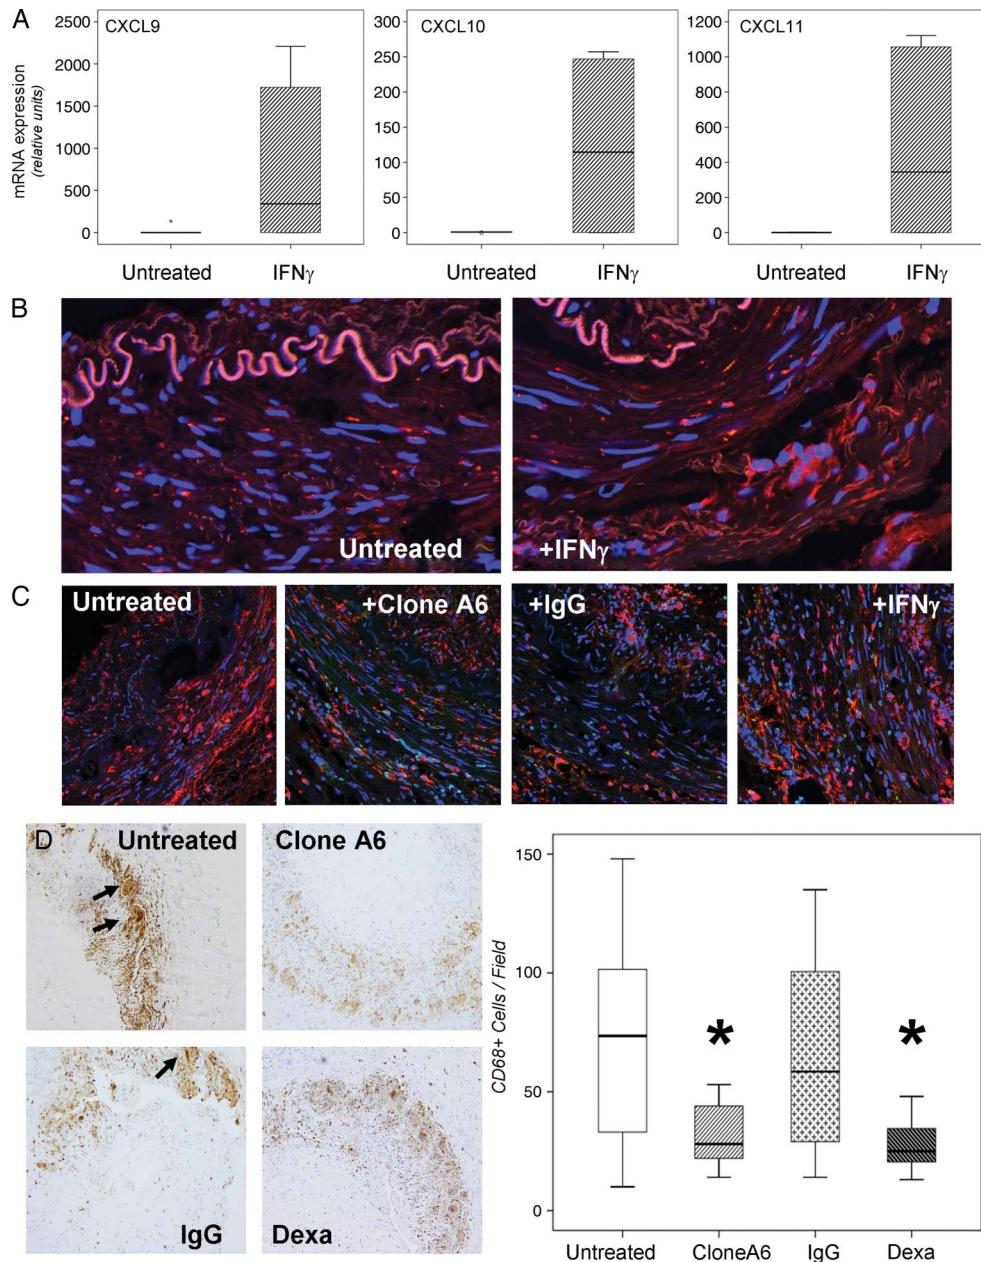 A
CXCL9
CXCL10
CXCL11
mRNA expression
(relative units)
2500
2000
1500
1000
500
0
300
250
200
150
100
50
0
1200
1000
800
600
400
200
0
Untreated
IFNγ
Untreated
IFNγ
Untreated
IFNγ
B
Untreated
+IFNγ
C
Untreated
+Clone A6
+IgG
+IFNγ
D
Untreated
Clone A6
IgG
Dexa
CD68+ Cells / Field
150
100
50
0
*
*
Untreated
CloneA6
IgG
Dexa